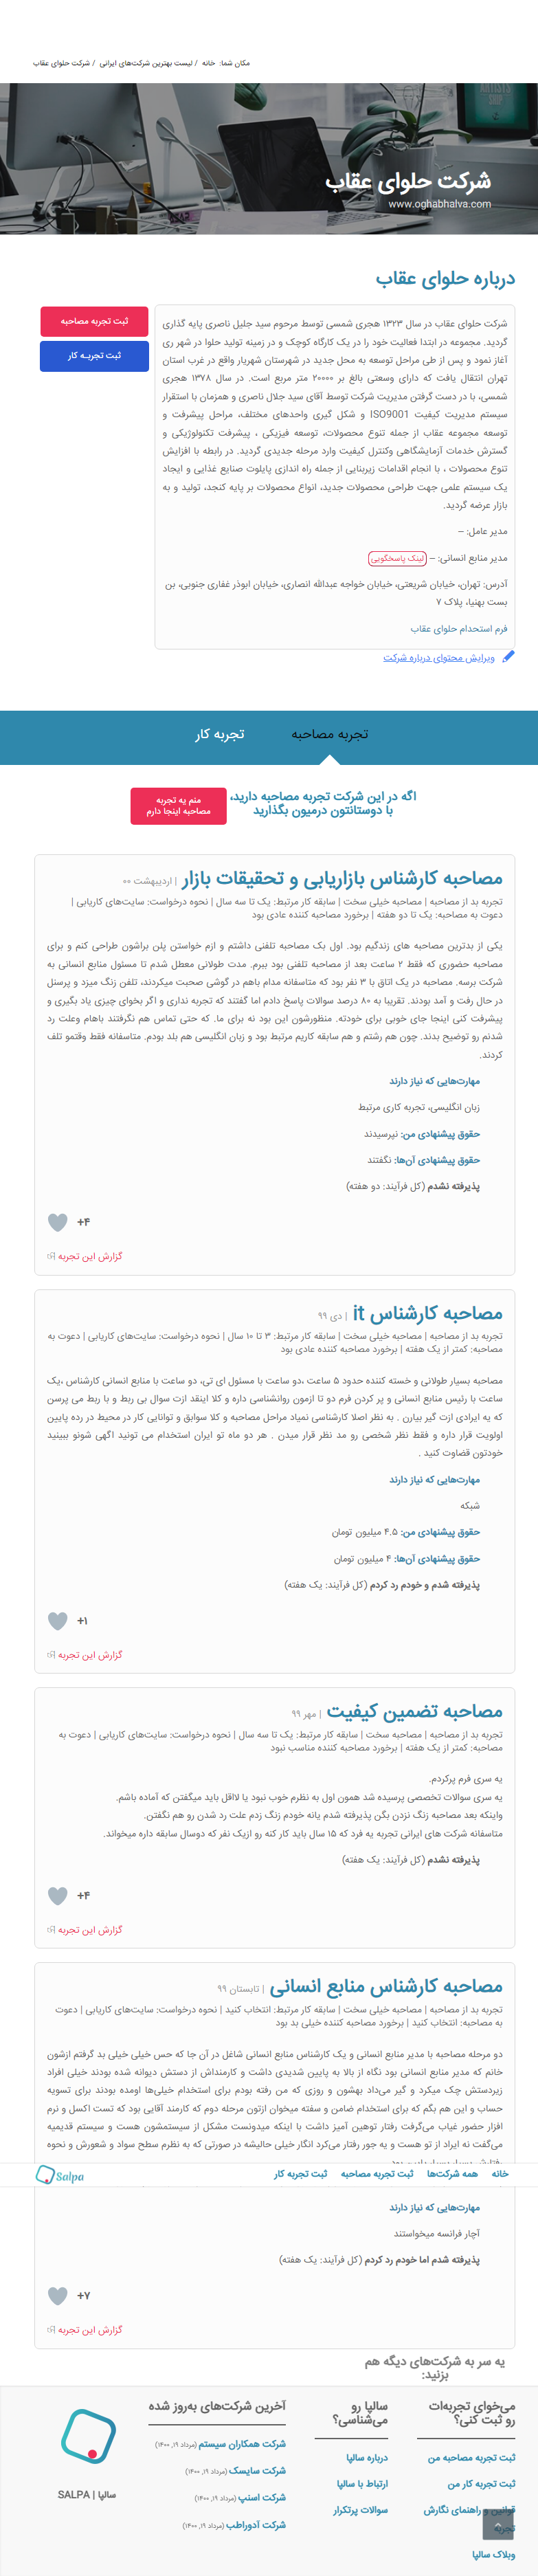 مکان شما: خانه / لیست بهترین شرکت‌های ایرانی / شرکت حلوای عقاب
شرکت حلوای عقاب
www.oghabhalva.com
درباره حلوای عقاب
ثبت تجربه مصاحبه
ثبت تجربـه کار
شرکت حلوای عقاب در سال ۱۳۲۳ هجری شمسی توسط مرحوم سید جلیل ناصری پایه گذاری
گردید. مجموعه در ابتدا فعالیت خود را در یک کارگاه کوچک و در زمینه تولید حلوا در شهر ری
آغاز نمود و پس از طی مراحل توسعه به محل جدید در شهرستان شهریار واقع در غرب استان
تهران انتقال یافت که دارای وسعتی بالغ بر ۲۰۰۰۰ متر مربع است. در سال ۱۳۷۸ هجری
شمسی، با در دست گرفتن مدیریت شرکت توسط آقای سید جلال ناصری و همزمان با استقرار
سیستم مدیریت کیفیت ISO9001 و شکل گیری واحدهای مختلف، مراحل پیشرفت و
توسعه مجموعه عقاب از جمله تنوع محصولات، توسعه فیزیکی ، پیشرفت تکنولوژیکی و
گسترش خدمات آزمایشگاهی وکنترل کیفیت وارد مرحله جدیدی گردید. در رابطه با افزایش
تنوع محصولات ، با انجام اقدامات زیربنایی از جمله راه اندازی پایلوت صنایع غذایی و ایجاد
یک سیستم علمی جهت طراحی محصولات جدید، انواع محصولات بر پایه کنجد، تولید و به
بازار عرضه گردید.
مدیر عامل: –
مدیر منابع انسانی: – لینک پاسخگویی
آدرس: تهران، خیابان شریعتی، خیابان خواجه عبدالله انصاری، خیابان ابوذر غفاری جنوبی، بن
بست بهنیا، پلاک ۷
فرم استخدام حلوای عقاب
ویرایش محتوای درباره شرکت
تجربه مصاحبه
تجربه کار
اگه در این شرکت تجربه مصاحبه دارید،
با دوستانتون درمیون بگذارید
منم یه تجربه
مصاحبه اینجا دارم
مصاحبه کارشناس بازاریابی و تحقیقات بازار | اردیبهشت ۰۰
تجربه بد از مصاحبه | مصاحبه خیلی سخت | سابقه کار مرتبط: یک تا سه سال | نحوه درخواست: سایت‌های کاریابی |
دعوت به مصاحبه: یک تا دو هفته | برخورد مصاحبه کننده عادی بود
یکی از بدترین مصاحبه های زندگیم بود. اول یک مصاحبه تلفنی داشتم و ازم خواستن پلن براشون طراحی کنم و برای
مصاحبه حضوری که فقط ۲ ساعت بعد از مصاحبه تلفنی بود ببرم. مدت طولانی معطل شدم تا مسئول منابع انسانی به
شرکت برسه. مصاحبه در یک اتاق با ۳ نفر بود که متاسفانه مدام باهم در گوشی صحبت میکردند، تلفن زنگ میزد و پرسنل
در حال رفت و آمد بودند. تقریبا به ۸۰ درصد سوالات پاسخ دادم اما گفتند که تجربه نداری و اگر بخوای چیزی یاد بگیری و
پیشرفت کنی اینجا جای خوبی برای خودته. منظورشون این بود نه برای ما. که حتی تماس هم نگرفتند باهام وعلت رد
شدنم رو توضیح بدند. چون هم رشتم و هم سابقه کاریم مرتبط بود و زبان انگلیسی هم بلد بودم. متاسفانه فقط وقتمو تلف
کردند.
مهارت‌هایی که نیاز دارند
زبان انگلیسی، تجربه کاری مرتبط
حقوق پیشنهادی من: نپرسیدند
حقوق پیشنهادی آن‌ها: نگفتند
پذیرفته نشدم (کل فرآیند: دو هفته)
+۴
گزارش این تجربه
مصاحبه کارشناس it | دی ۹۹
تجربه بد از مصاحبه | مصاحبه خیلی سخت | سابقه کار مرتبط: ۳ تا ۱۰ سال | نحوه درخواست: سایت‌های کاریابی | دعوت به
مصاحبه: کمتر از یک هفته | برخورد مصاحبه کننده عادی بود
مصاحبه بسیار طولانی و خسته کننده حدود ۵ ساعت ،دو ساعت با مسئول ای تی، دو ساعت با منابع انسانی کارشناس ،یک
ساعت با رئیس منابع انسانی و پر کردن فرم دو تا ازمون روانشناسی داره و کلا اینقد ازت سوال بی ربط و با ربط می پرسن
که یه ایرادی ازت گیر بیارن . به نظر اصلا کارشناسی نمیاد مراحل مصاحبه و کلا سوابق و توانایی کار در محیط در رده پایین
اولویت قرار داره و فقط نظر شخصی رو مد نظر قرار میدن . هر دو ماه تو ایران استخدام می تونید اگهی شونو ببینید
خودتون قضاوت کنید .
مهارت‌هایی که نیاز دارند
شبکه
حقوق پیشنهادی من: ۴.۵ میلیون تومان
حقوق پیشنهادی آن‌ها: ۴ میلیون تومان
پذیرفته شدم و خودم رد کردم (کل فرآیند: یک هفته)
+۱
گزارش این تجربه
مصاحبه تضمین کیفیت | مهر ۹۹
تجربه بد از مصاحبه | مصاحبه سخت | سابقه کار مرتبط: یک تا سه سال | نحوه درخواست: سایت‌های کاریابی | دعوت به
مصاحبه: کمتر از یک هفته | برخورد مصاحبه کننده مناسب نبود
یه سری فرم پرکردم.
یه سری سوالات تخصصی پرسیده شد همون اول به نظرم خوب نبود یا لااقل باید میگفتن که آماده باشم.
واینکه بعد مصاحبه زنگ نزدن بگن پذیرفته شدم یانه خودم زنگ زدم علت رد شدن رو هم نگفتن.
متاسفانه شرکت های ایرانی تجربه یه فرد که ۱۵ سال باید کار کنه رو ازیک نفر که دوسال سابقه داره میخواند.
پذیرفته نشدم (کل فرآیند: یک هفته)
+۴
گزارش این تجربه
مصاحبه کارشناس منابع انسانی | تابستان ۹۹
تجربه بد از مصاحبه | مصاحبه خیلی سخت | سابقه کار مرتبط: انتخاب کنید | نحوه درخواست: سایت‌های کاریابی | دعوت
به مصاحبه: انتخاب کنید | برخورد مصاحبه کننده خیلی بد بود
دو مرحله مصاحبه با مدیر منابع انسانی و یک کارشناس منابع انسانی شاغل در آن جا که حس خیلی خیلی بد گرفتم ازشون
خانم که مدیر منابع انسانی بود نگاه از بالا به پایین شدیدی داشت و کارمنداش از دستش دیوانه شده بودند خیلی افراد
زیردستش چک میکرد و گیر می‌داد بهشون و روزی که من رفته بودم برای استخدام خیلی‌ها اومده بودند برای تسویه
حساب و این هم بگم که برای استخدام ضامن و سفته میخوان ازتون مرحله دوم که کارمند آقایی بود که تست اکسل و نرم
افزار حضور غیاب می‌گرفت رفتار توهین آمیز داشت با اینکه میدونست مشکل از سیستمشون هست و سیستم قدیمیه
می‌گفت نه ایراد از تو هست و یه جور رفتار می‌کرد انگار خیلی حالیشه در صورتی که به نظرم سطح سواد و شعورش و نحوه
خانه
همه شرکت‌ها
ثبت تجربه مصاحبه
ثبت تجربه کار
Salpa
مهارت‌هایی که نیاز دارند
آچار فرانسه میخواستند
پذیرفته شدم اما خودم رد کردم (کل فرآیند: یک هفته)
+۷
گزارش این تجربه
یه سر به شرکت‌های دیگه هم
بزنید:
می‌خوای تجربه‌ات
رو ثبت کنی؟
ثبت تجربه مصاحبه من
ثبت تجربه کار من
قوانین و راهنمای نگارش
تجربه
وبلاگ سالپا
سالپا رو
می‌شناسی؟
درباره سالپا
ارتباط با سالپا
سوالات پرتکرار
آخرین شرکت‌های به‌روز شده
شرکت همکاران سیستم (مرداد ۱۹, ۱۴۰۰)
شرکت سایسک (مرداد ۱۹, ۱۴۰۰)
شرکت اسنپ (مرداد ۱۹, ۱۴۰۰)
شرکت آدوراطب (مرداد ۱۹, ۱۴۰۰)
سالپا | SALPA